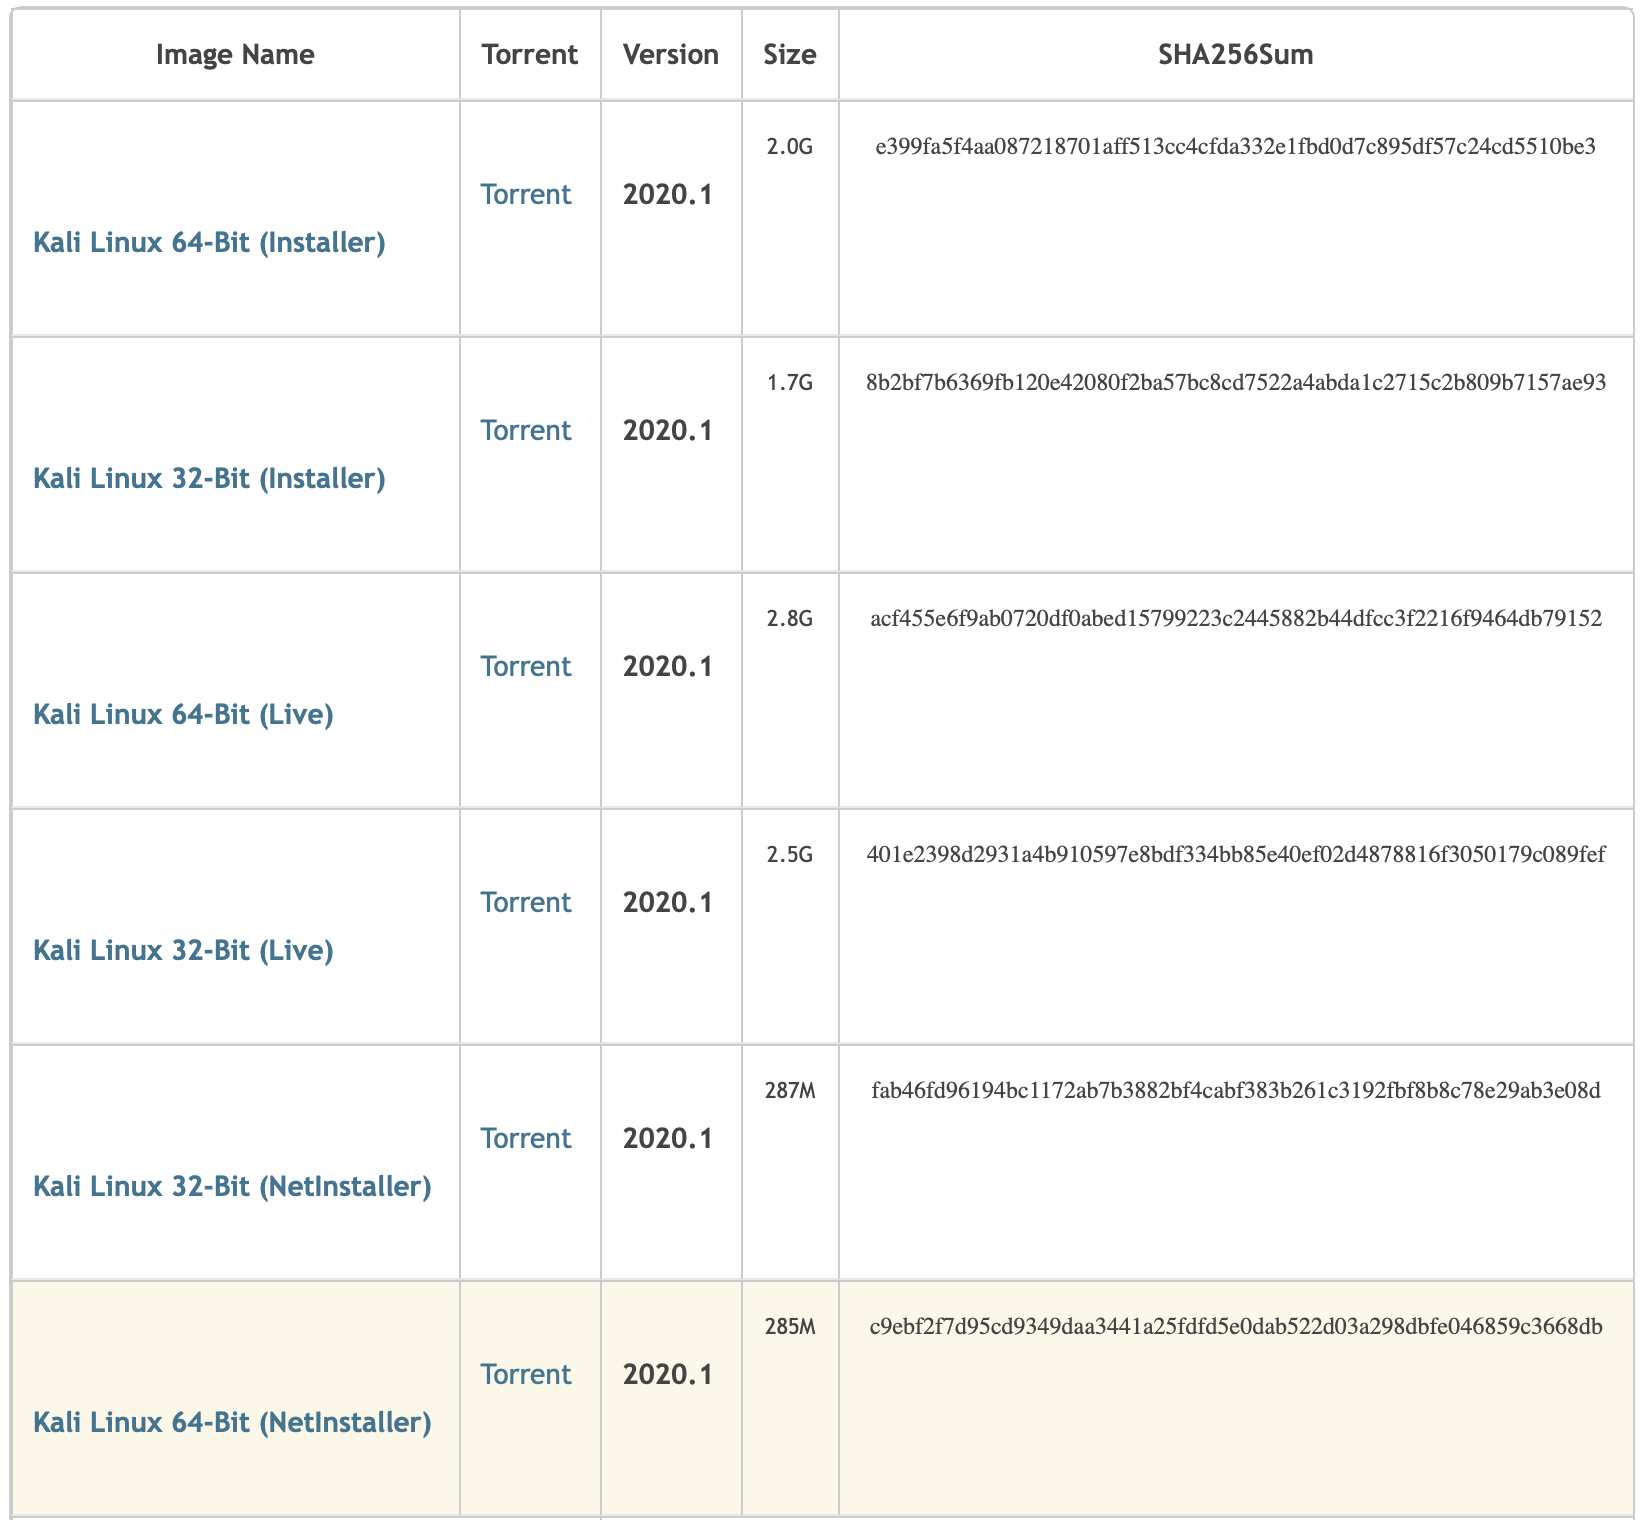 Image Name Torrent Version Size SHA256Sum
2.0G e399fa5f4aa087218701aff513cc4cfda332e1fbd0d7c895df57c24cd5510be3
Torrent 2020.1
Kali Linux 64-Bit (Installer)
1.7G 8b2bf7b6369fb120e42080f2ba57bc8cd7522a4abda1c2715c2b809b7157ae93
Torrent 2020.1
Kali Linux 32-Bit (Installer)
2.8G acf455e6f9ab0720df0abed15799223c2445882b44dfcc3f2216f9464db79152
Torrent 2020.1
Kali Linux 64-Bit (Live)
2.5G 401e2398d2931a4b910597e8bdf334bb85e40ef02d4878816f3050179c089fef
Torrent 2020.1
Kali Linux 32-Bit (Live)
287M fab46fd96194bc1172ab7b3882bf4cabf383b261c3192fbf8b8c78e29ab3e08d
Torrent 2020.1
Kali Linux 32-Bit (NetInstaller)
285M c9ebf2f7d95cd9349daa3441a25fdfd5e0dab522d03a298dbfe046859c3668db
Torrent 2020.1
Kali Linux 64-Bit (NetInstaller)